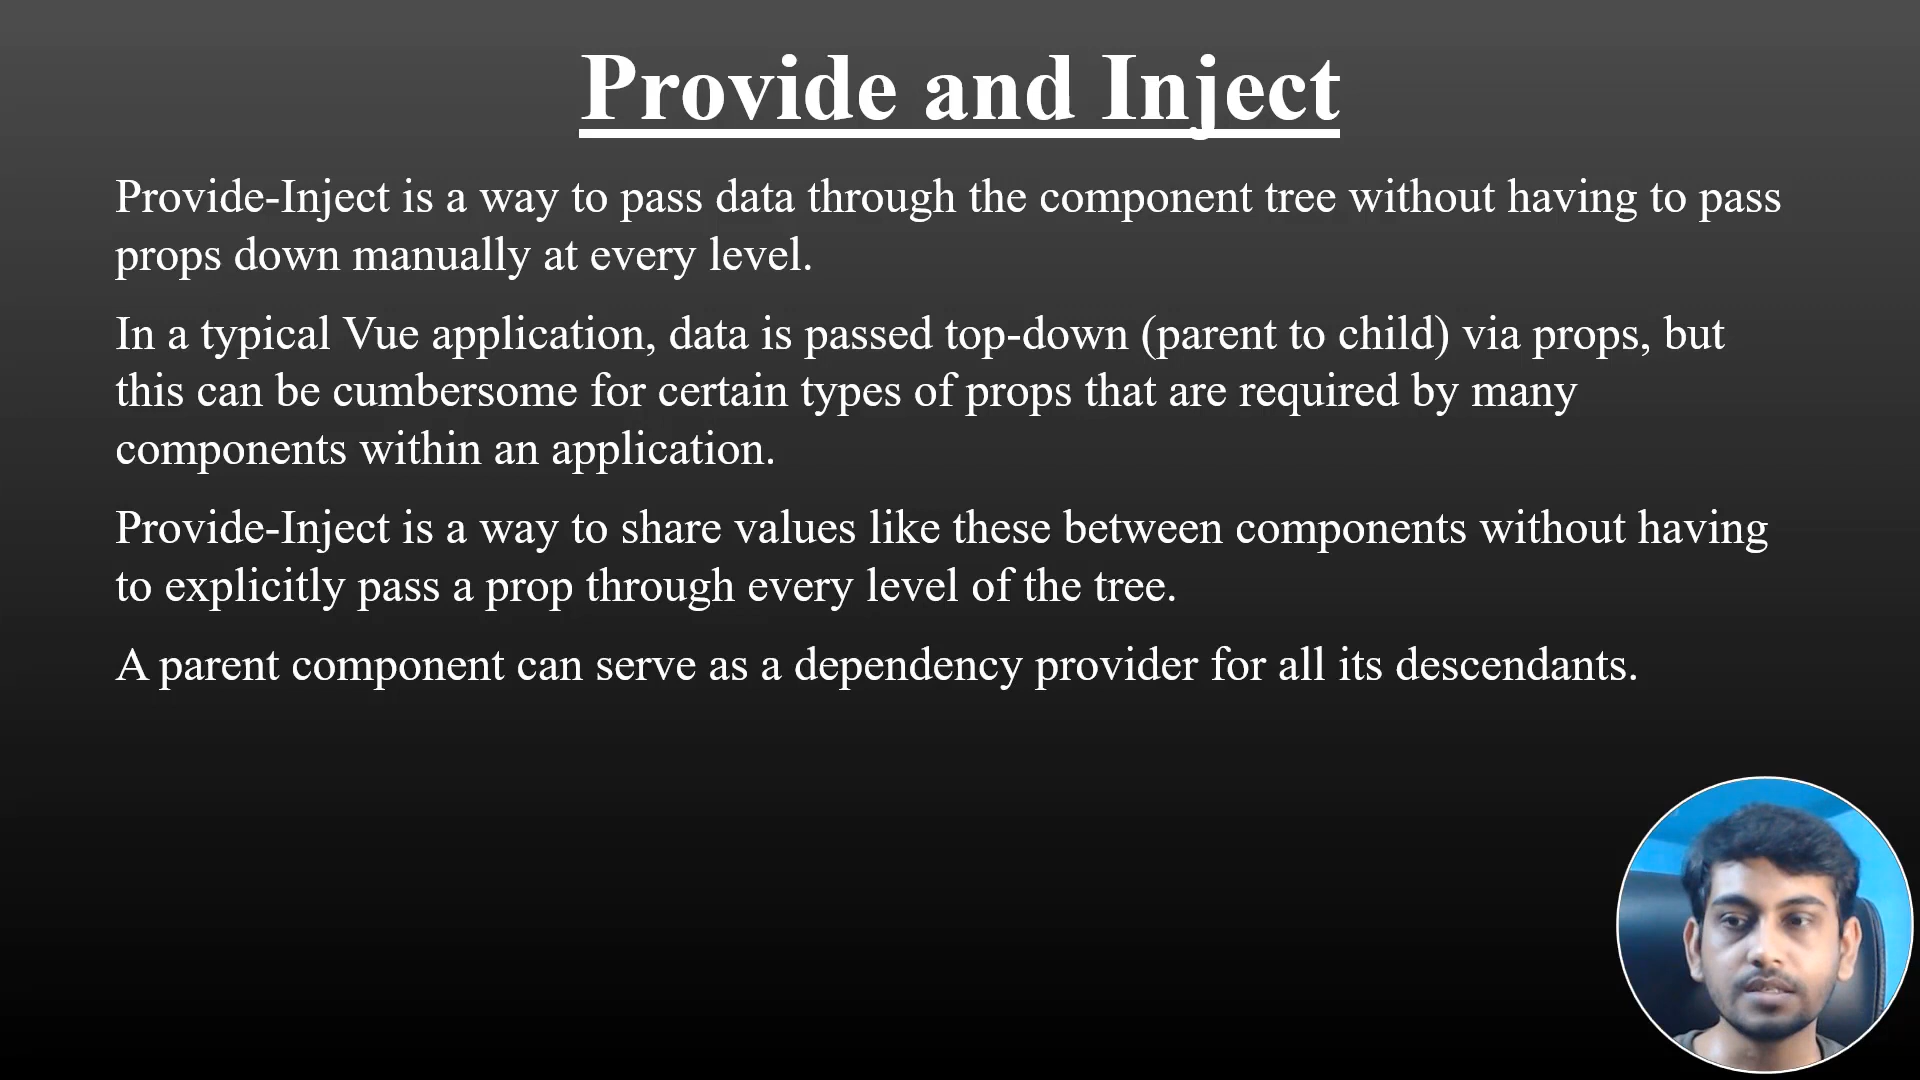 Provide and Inject
Provide-Inject is a way to pass data through the component tree without having to pass
props down manually at every level.
In a typical Vue application, data is passed top-down (parent to child) via props, but
this can be cumbersome for certain types of props that are required by many
components within an application.
Provide-Inject is a way to share values like these between components without having
to explicitly pass a prop through every level of the tree.
A parent component can serve as a dependency provider for all its descendants.